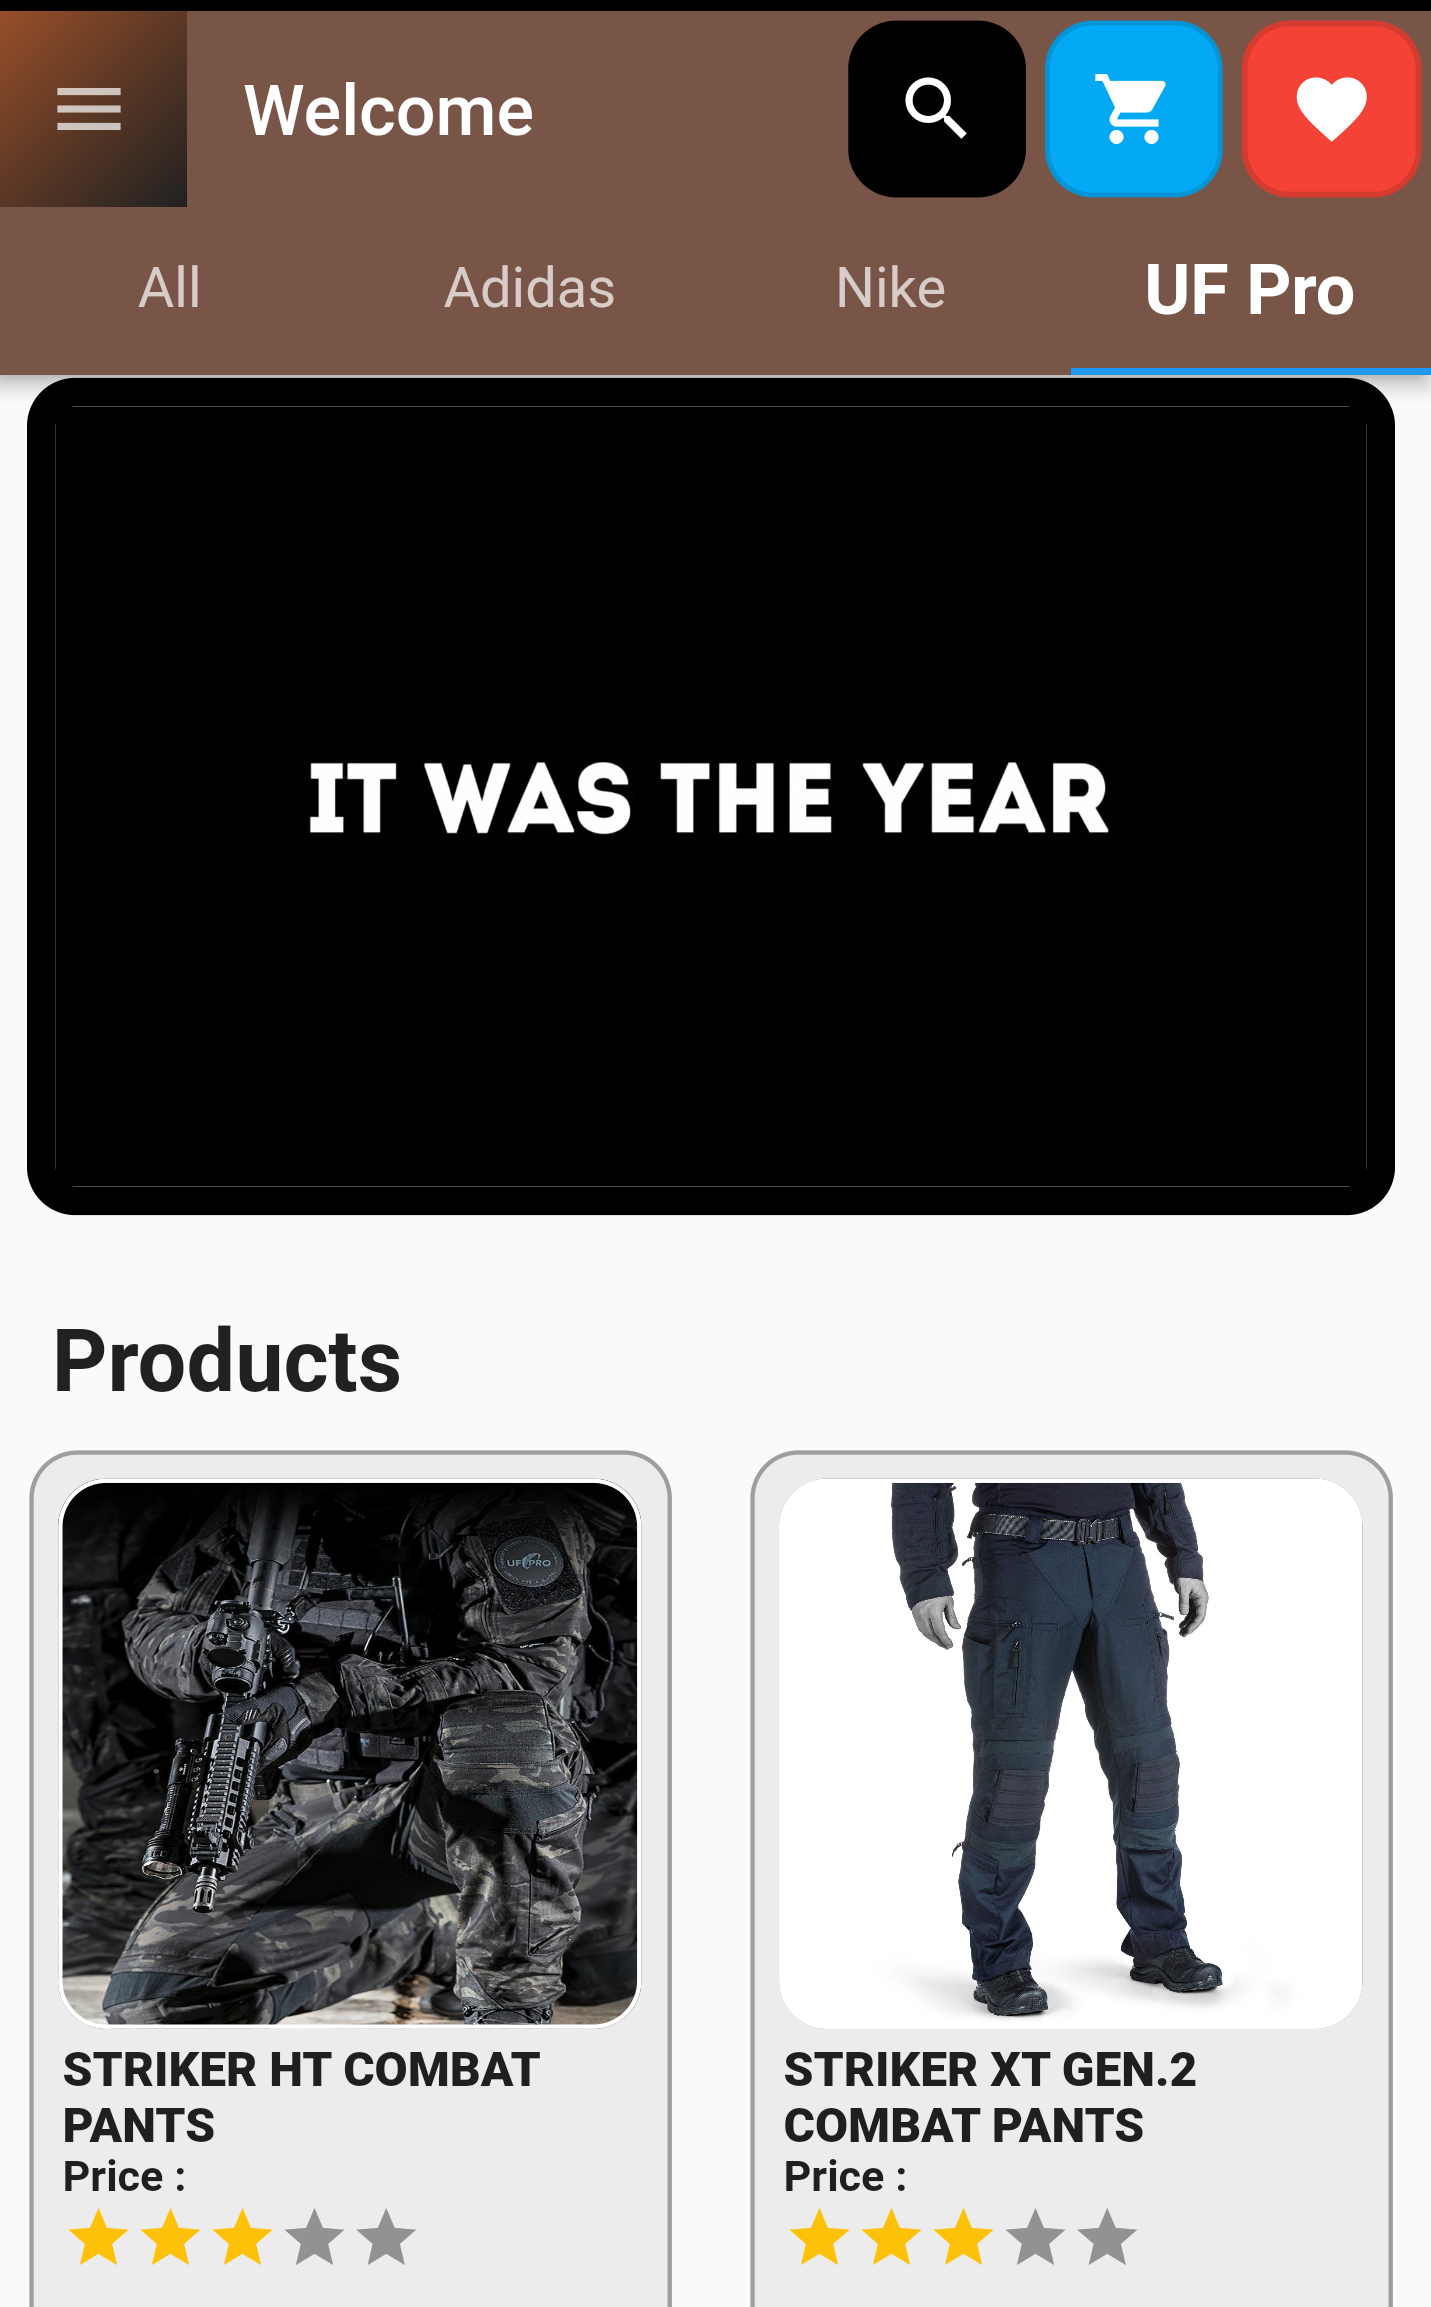 Welcome
All Adidas Nike UF Pro
IT WAS THE YEAR
Products
UF PRO
STRIKER HT COMBAT
PANTS
Price :
STRIKER XT GEN.2
COMBAT PANTS
Price :